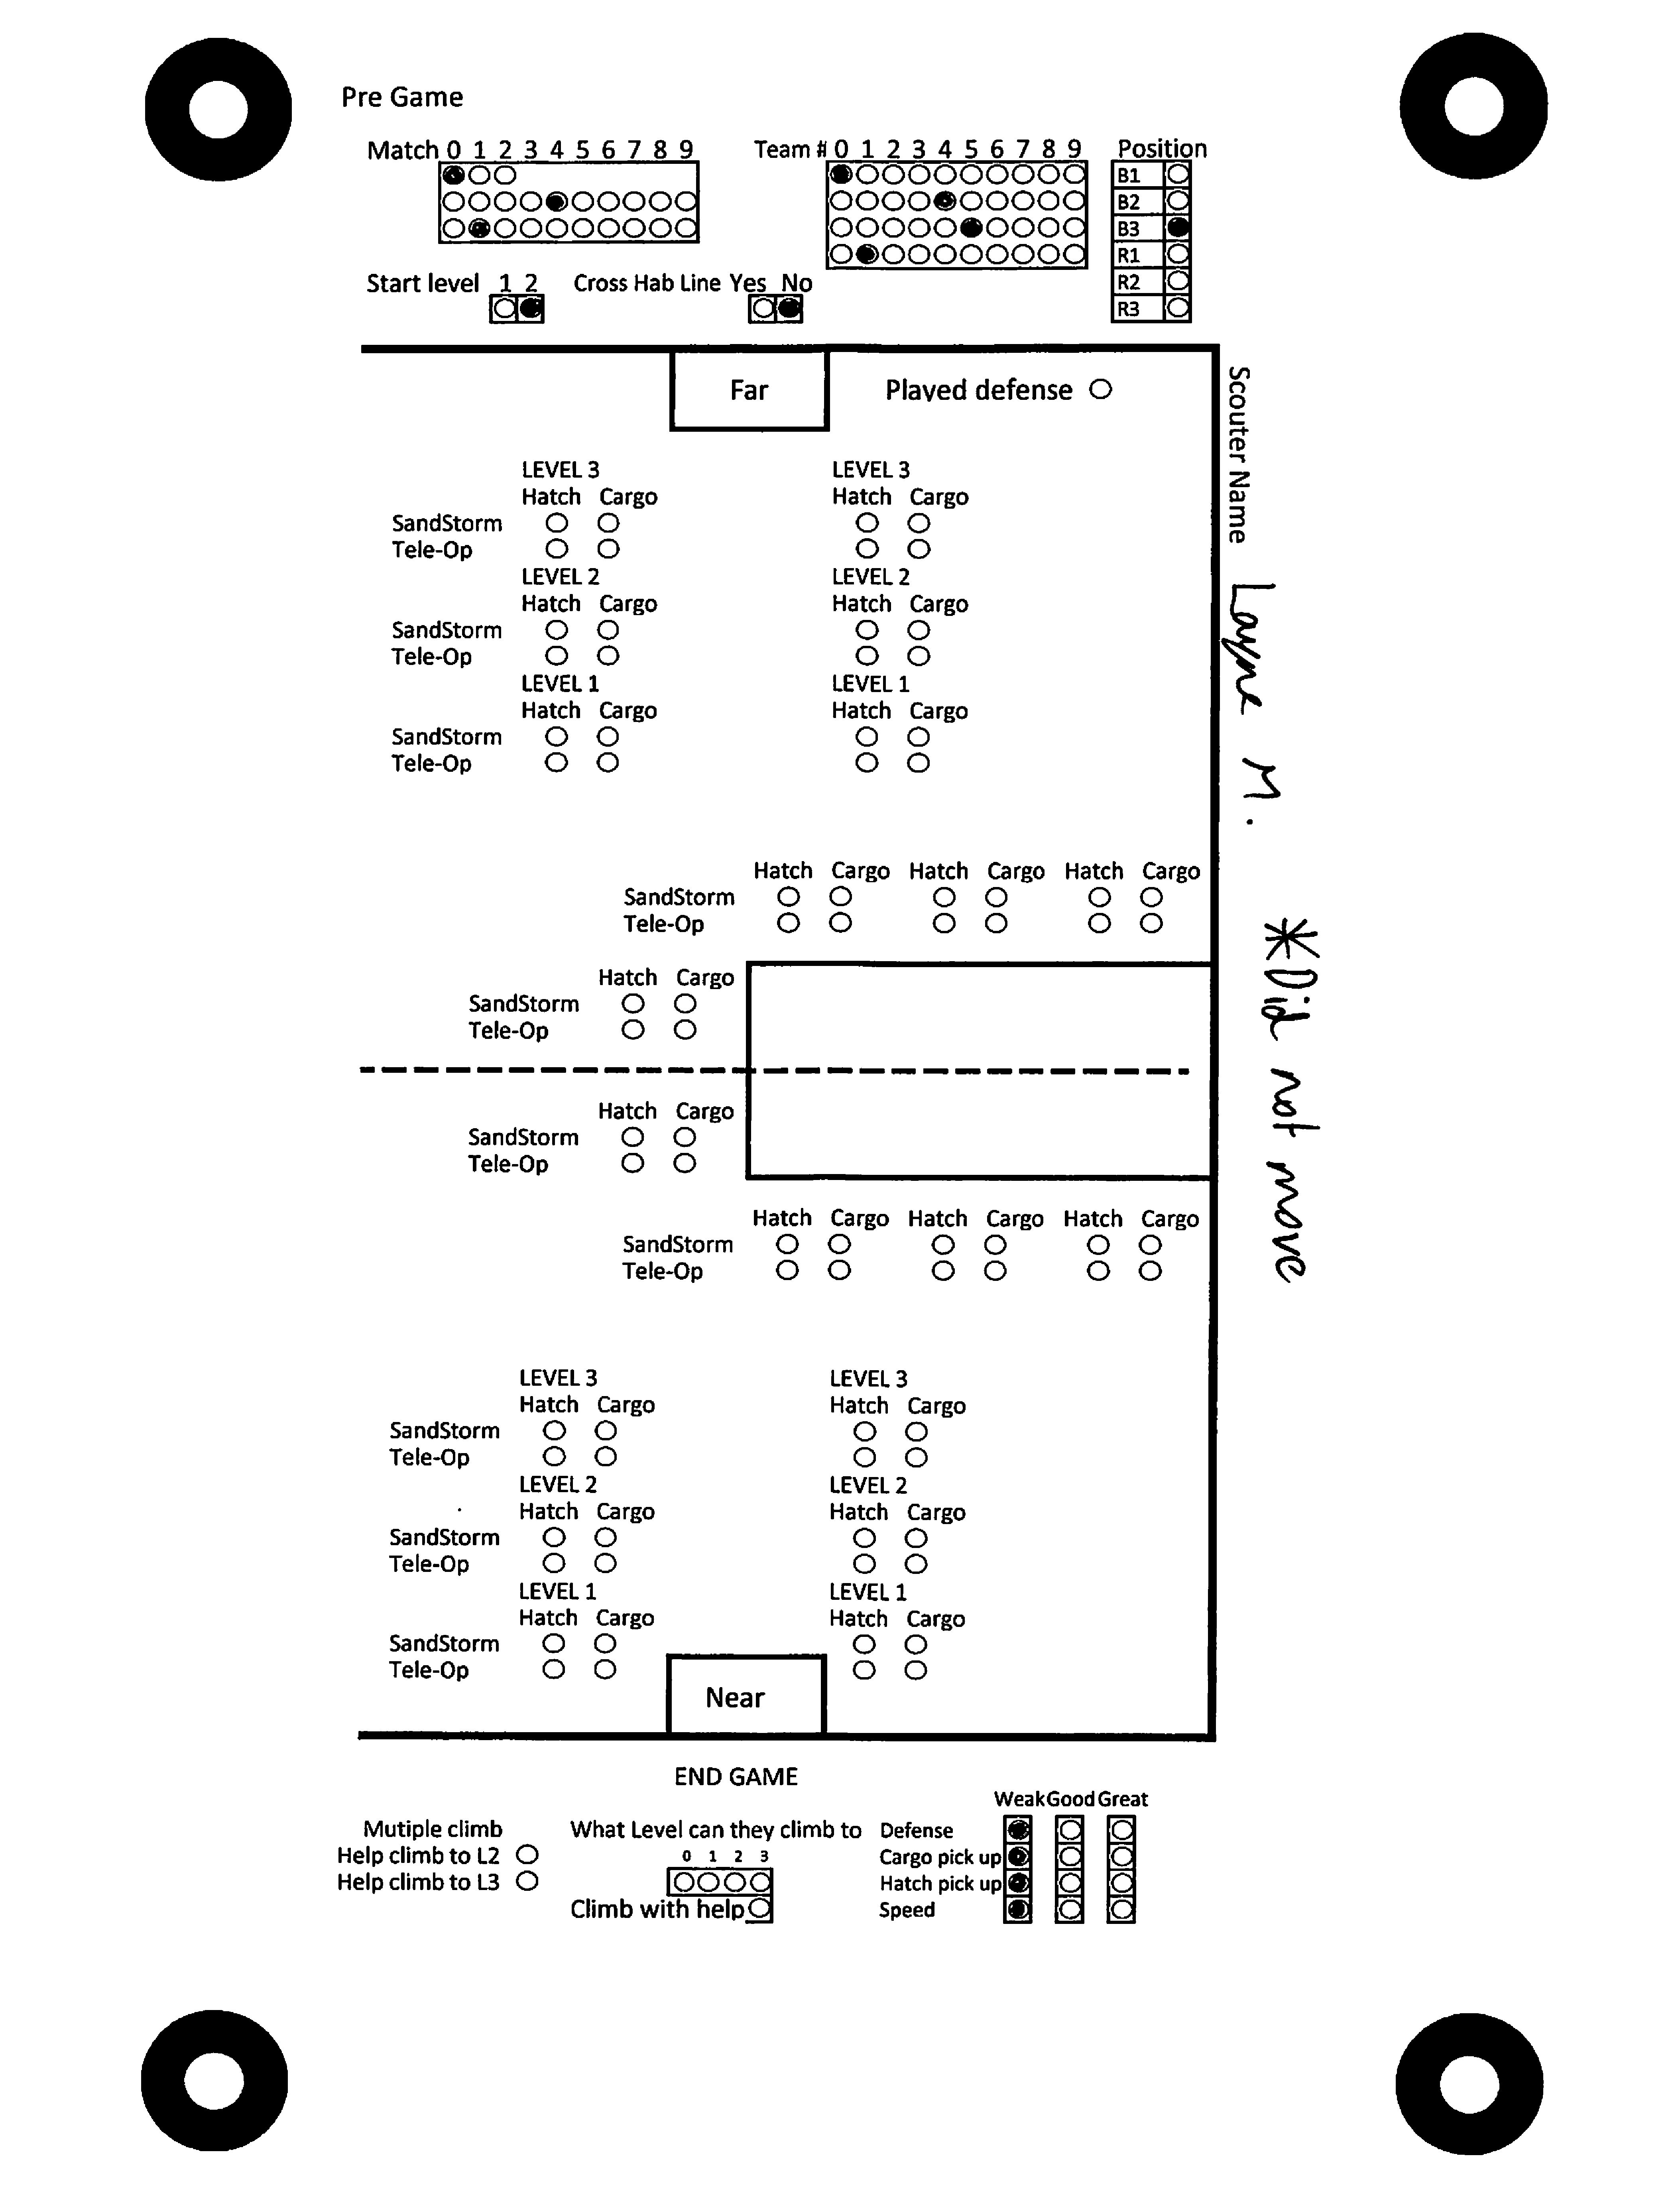 Pre Game
Match 0 1 2 3 4 5 6 7 8 9
Team # 0 1 2 3 4 5 6 7 8 9
Position
B1
B2
B3
R1
R2
R3
Start level 1 2
Cross Hab Line Yes No
Far
Played defense
Scouter Name Layne M.
LEVEL 3 LEVEL 3
Hatch Cargo Hatch Cargo
SandStorm
Tele-Op
LEVEL 2 LEVEL 2
Hatch Cargo Hatch Cargo
SandStorm
Tele-Op
LEVEL 1 LEVEL 1
Hatch Cargo Hatch Cargo
SandStorm
Tele-Op
Hatch Cargo Hatch Cargo Hatch Cargo
SandStorm
Tele-Op
*Did not move
Hatch Cargo
SandStorm
Tele-Op
Hatch Cargo
SandStorm
Tele-Op
Hatch Cargo Hatch Cargo Hatch Cargo
SandStorm
Tele-Op
LEVEL 3 LEVEL 3
Hatch Cargo Hatch Cargo
SandStorm
Tele-Op
LEVEL 2 LEVEL 2
Hatch Cargo Hatch Cargo
SandStorm
Tele-Op
LEVEL 1 LEVEL 1
Hatch Cargo Hatch Cargo
SandStorm
Tele-Op
Near
END GAME
Mutiple climb
Help climb to L2
Help climb to L3
What Level can they climb to
0 1 2 3
Climb with help
Weak Good Great
Defense
Cargo pick up
Hatch pick up
Speed